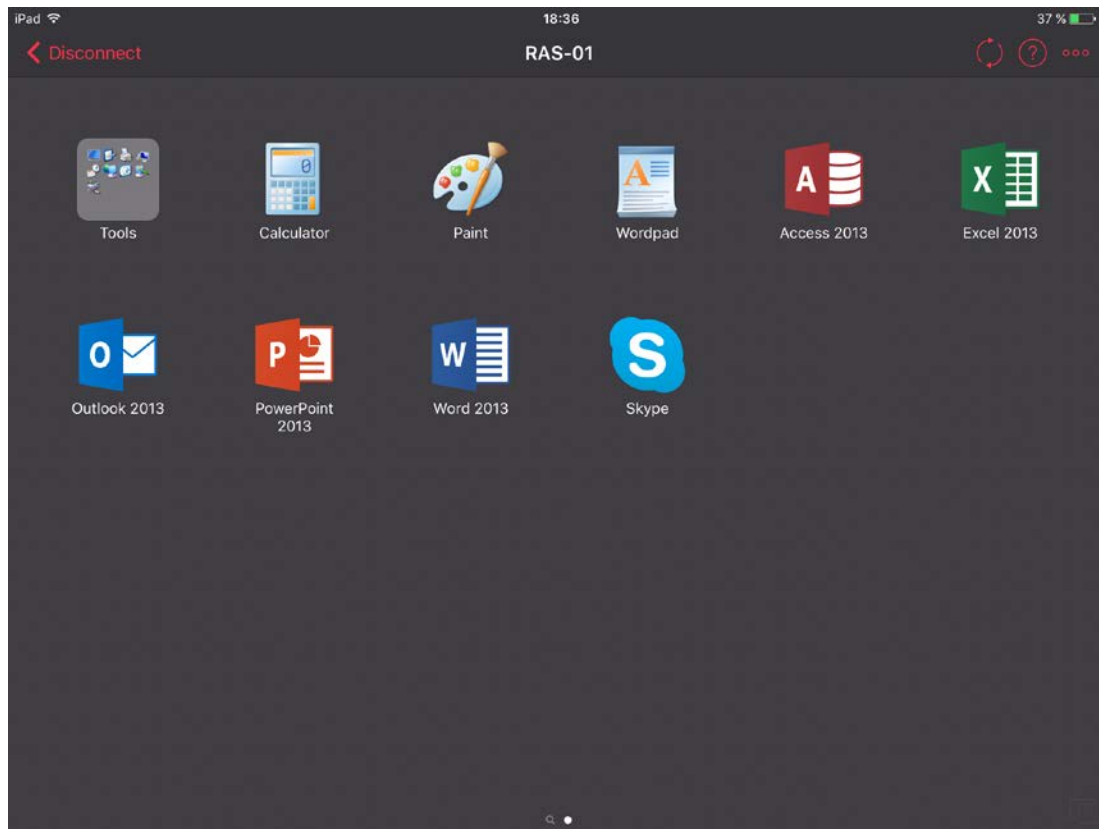 iPad 18:36 37 %
Disconnect RAS-01 ?
Tools Calculator Paint Wordpad Access 2013 Excel 2013
A A X
0
O P W S
Outlook 2013 PowerPoint 2013 Word 2013 Skype